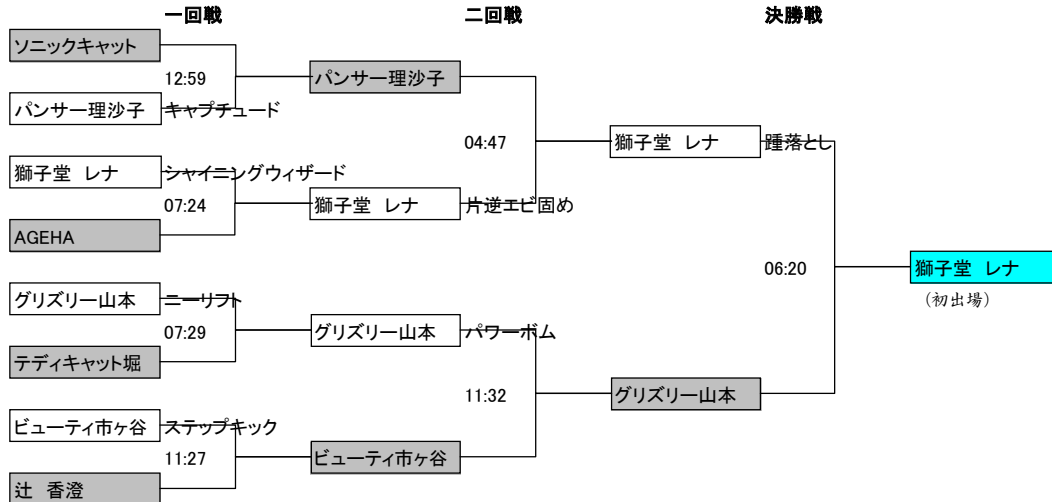 一回戦
二回戦
決勝戦
ソニックキャット
12:59
パンサー理沙子
パンサー理沙子 キャプチュード
04:47
獅子堂 レナ 踵落とし
獅子堂 レナ シャイニングウィザード
07:24
獅子堂 レナ 片逆エビ固め
AGEHA
06:20
獅子堂 レナ
(初出場)
グリズリー山本 ニーリフト
07:29
グリズリー山本 パワーボム
テディキャット堀
11:32
グリズリー山本
ビューティ市ヶ谷 ステップキック
11:27
ビューティ市ヶ谷
辻 香澄